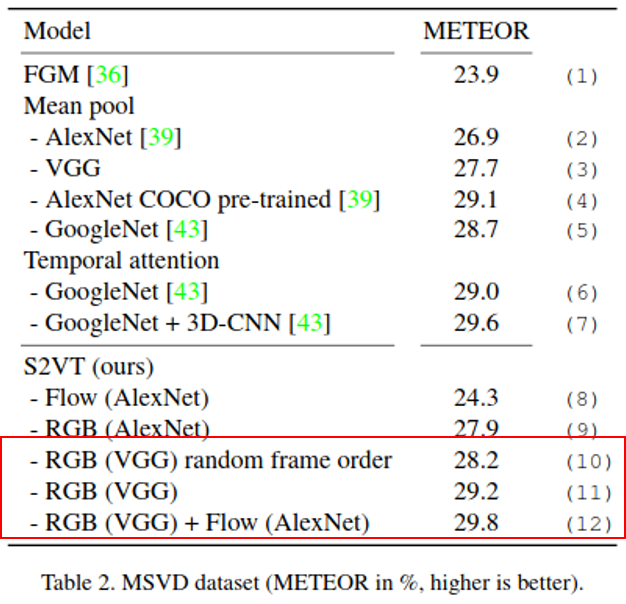 Model METEOR
FGM [36] 23.9 (1)
Mean pool
- AlexNet [39] 26.9 (2)
- VGG 27.7 (3)
- AlexNet COCO pre-trained [39] 29.1 (4)
- GoogleNet [43] 28.7 (5)
Temporal attention
- GoogleNet [43] 29.0 (6)
- GoogleNet + 3D-CNN [43] 29.6 (7)
S2VT (ours)
- Flow (AlexNet) 24.3 (8)
- RGB (AlexNet) 27.9 (9)
- RGB (VGG) random frame order 28.2 (10)
- RGB (VGG) 29.2 (11)
- RGB (VGG) + Flow (AlexNet) 29.8 (12)
Table 2. MSVD dataset (METEOR in %, higher is better).